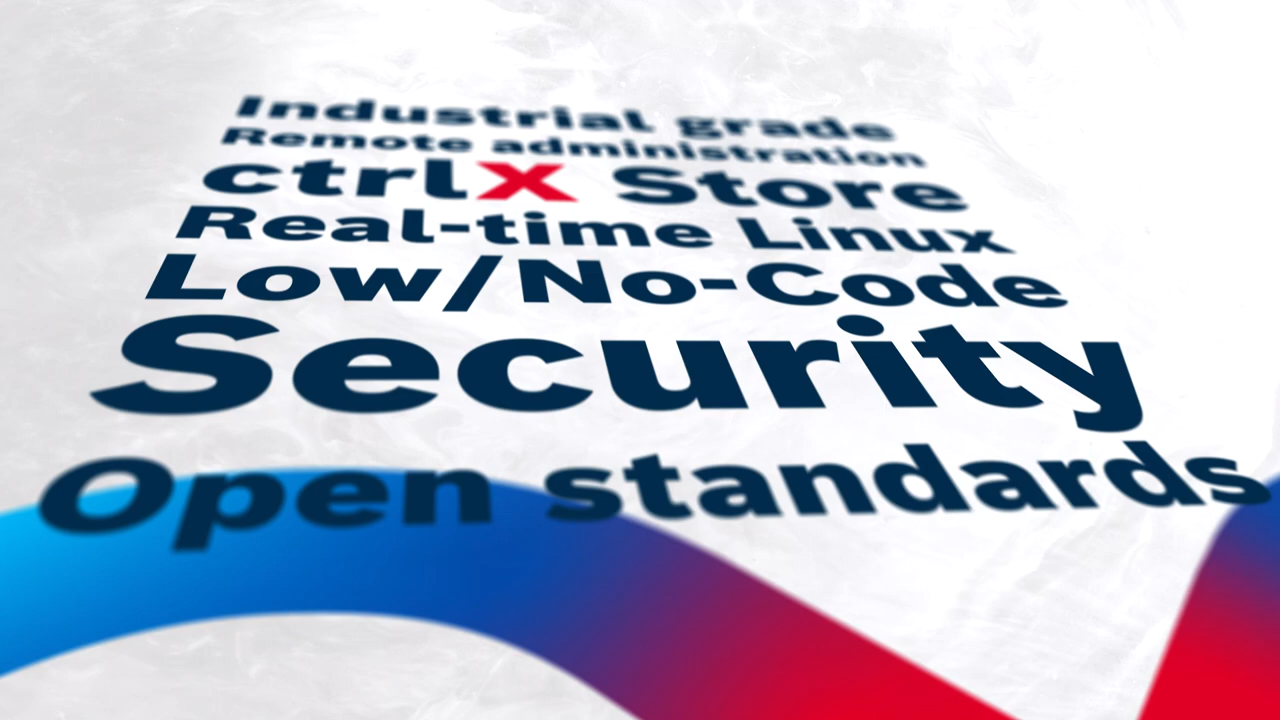 Industrial grade
Remote administration
ctrlX Store
Real-time Linux
Low/No-Code
Security
Open standards